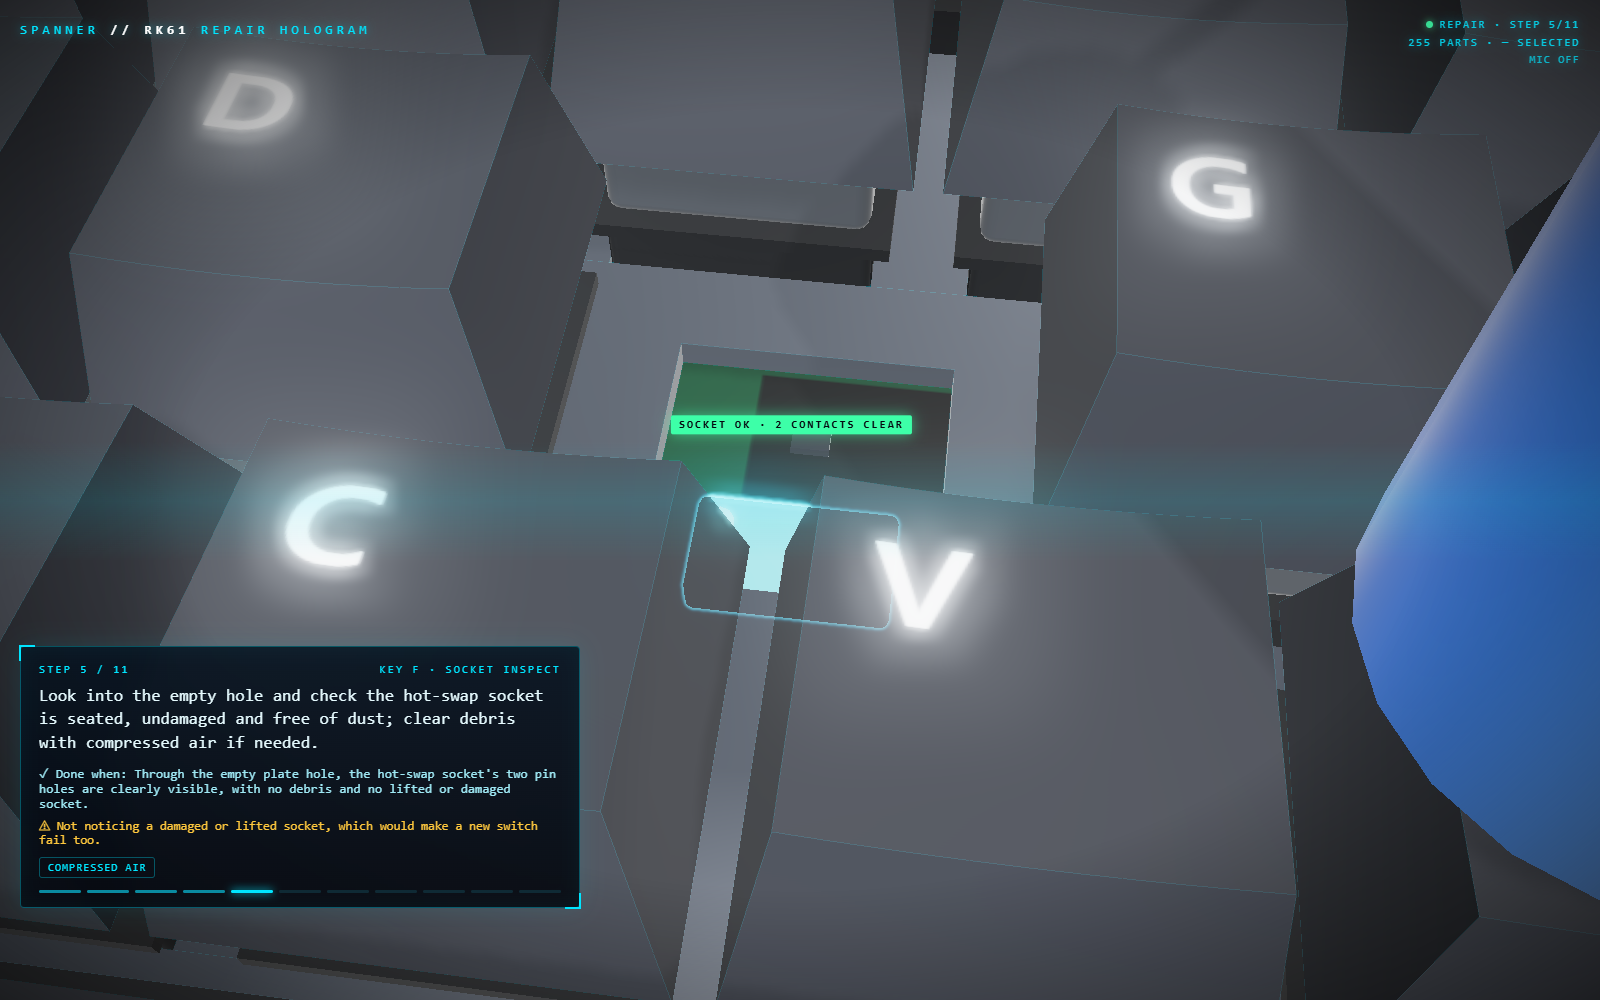 SPANNER // RK61 REPAIR HOLOGRAM
REPAIR · STEP 5/11
255 PARTS · — SELECTED
MIC OFF
D
G
SOCKET OK · 2 CONTACTS CLEAR
C
V
STEP 5 / 11
KEY F · SOCKET INSPECT
Look into the empty hole and check the hot-swap socket
is seated, undamaged and free of dust; clear debris
with compressed air if needed.
✓ Done when: Through the empty plate hole, the hot-swap socket's two pin
holes are clearly visible, with no debris and no lifted or damaged
socket.
⚠ Not noticing a damaged or lifted socket, which would make a new switch
fail too.
COMPRESSED AIR